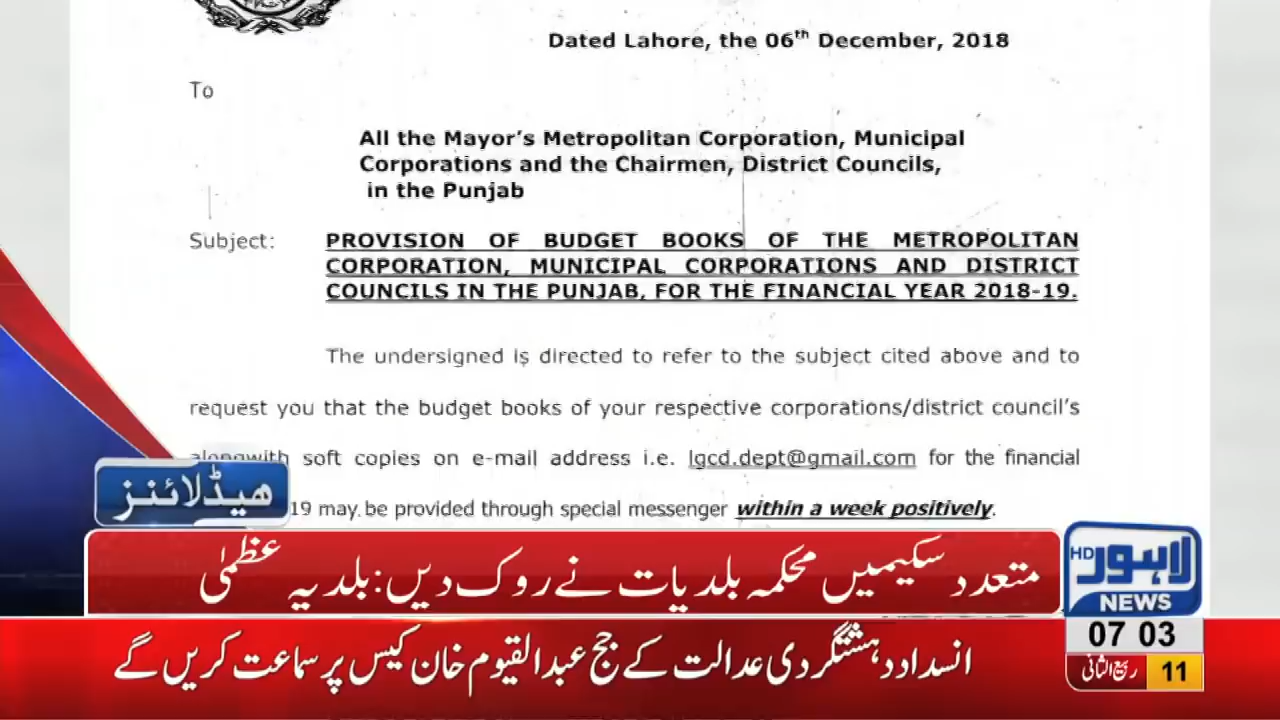 Dated Lahore, the 06th December, 2018
To
All the Mayor's Metropolitan Corporation, Municipal
Corporations and the Chairmen, District Councils,
in the Punjab
Subject:
PROVISION OF BUDGET BOOKS OF THE METROPOLITAN
CORPORATION, MUNICIPAL CORPORATIONS AND DISTRICT
COUNCILS IN THE PUNJAB, FOR THE FINANCIAL YEAR 2018-19.
The undersigned is directed to refer to the subject cited above and to
request you that the budget books of your respective corporations/district council's
alongwith soft copies on e-mail address i.e. lgcd.dept@gmail.com for the financial
19 may be provided through special messenger within a week positively.
ہیڈلائنز
متعدد سکیمیں محکمہ بلدیات نے روک دیں: بلدیہ عظمیٰ
HD لاہور
NEWS
07 03
انسداد دہشتگردی عدالت کے جج عبدالقیوم خان کیس پر سماعت کریں گے
11 ربیع الثانی